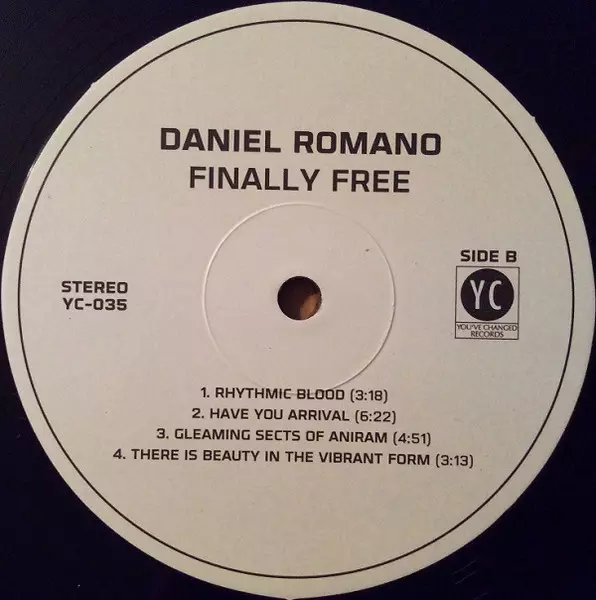 DANIEL ROMANO
FINALLY FREE
STEREO
YC-035
SIDE B
YC
YOU'VE CHANGED
RECORDS
1. RHYTHMIC BLOOD (3:18)
2. HAVE YOU ARRIVAL (6:22)
3. GLEAMING SECTS OF ANIRAM (4:51)
4. THERE IS BEAUTY IN THE VIBRANT FORM (3:13)